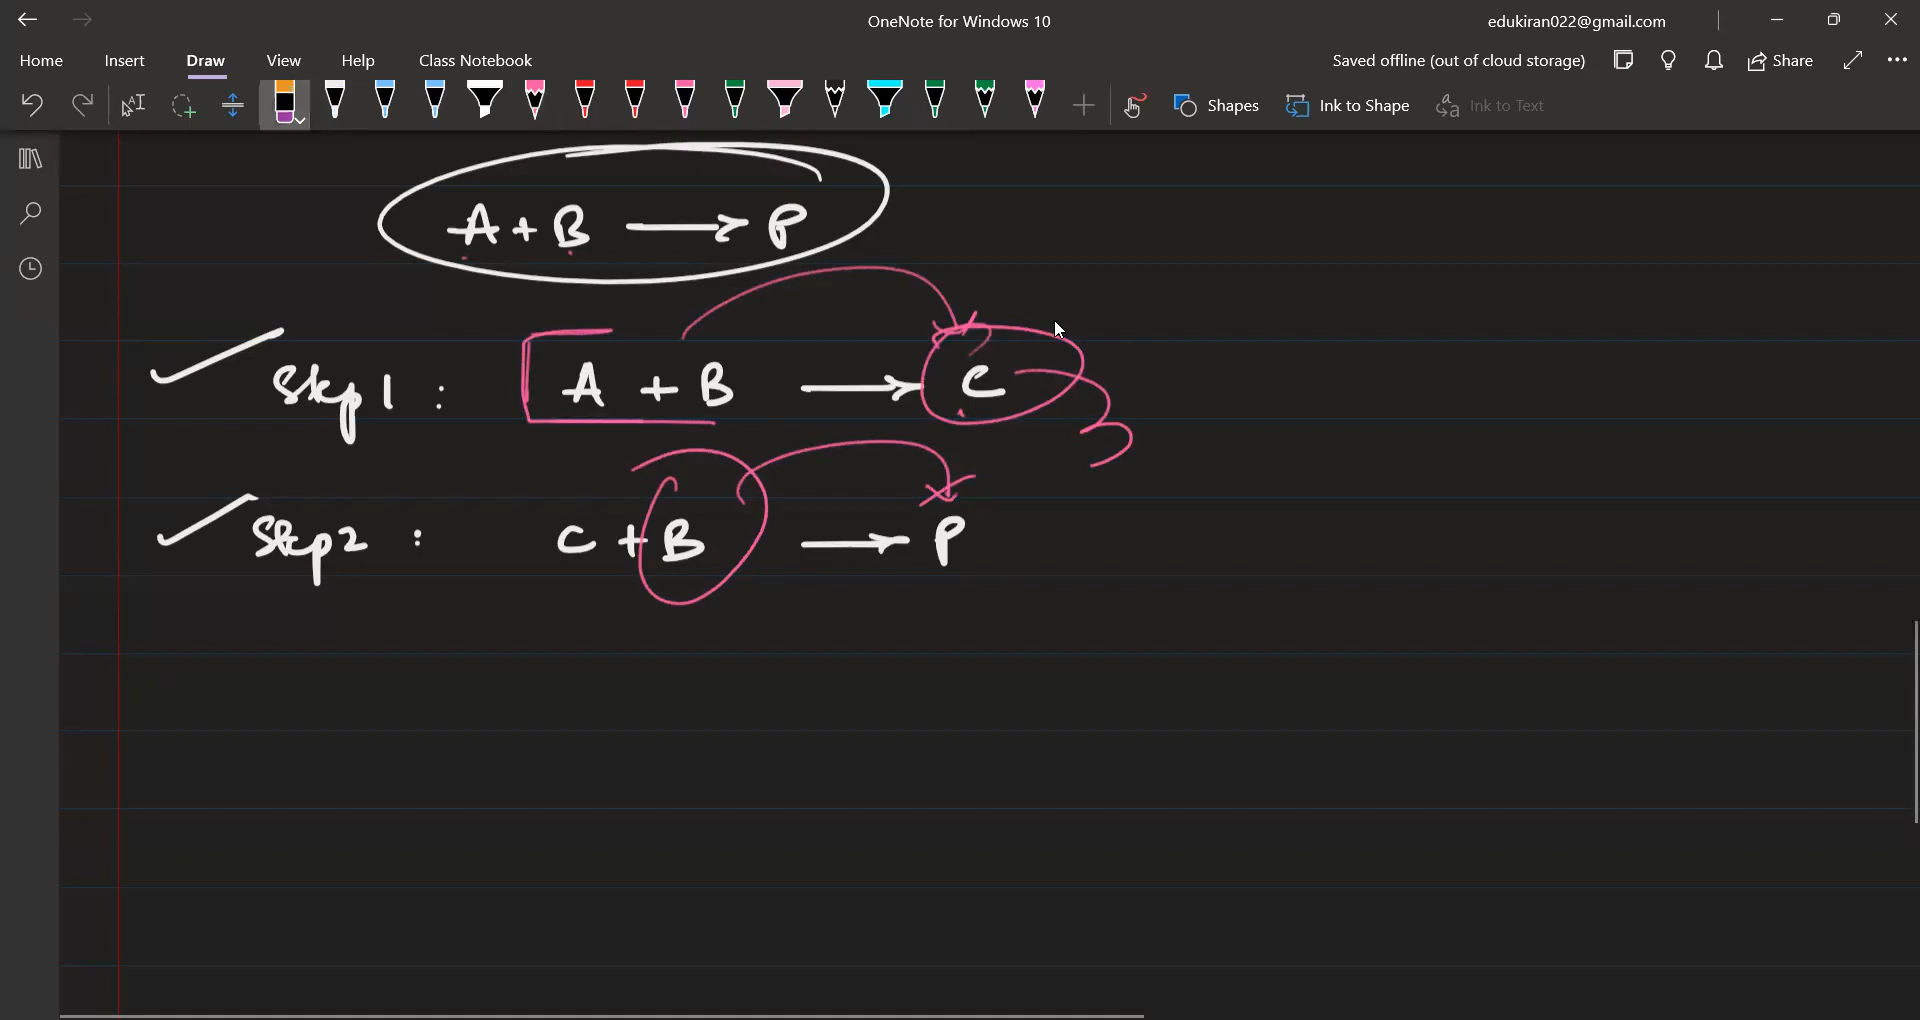 OneNote for Windows 10
edukiran022@gmail.com
Home Insert Draw View Help Class Notebook
Saved offline (out of cloud storage)
Share
Shapes
Ink to Shape
Ink to Text
A + B → P
Step 1 : A + B → C
Step 2 : C + B → P